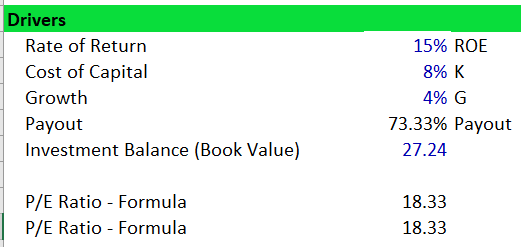 Drivers
Rate of Return 15% ROE
Cost of Capital 8% K
Growth 4% G
Payout 73.33% Payout
Investment Balance (Book Value) 27.24
P/E Ratio - Formula 18.33
P/E Ratio - Formula 18.33